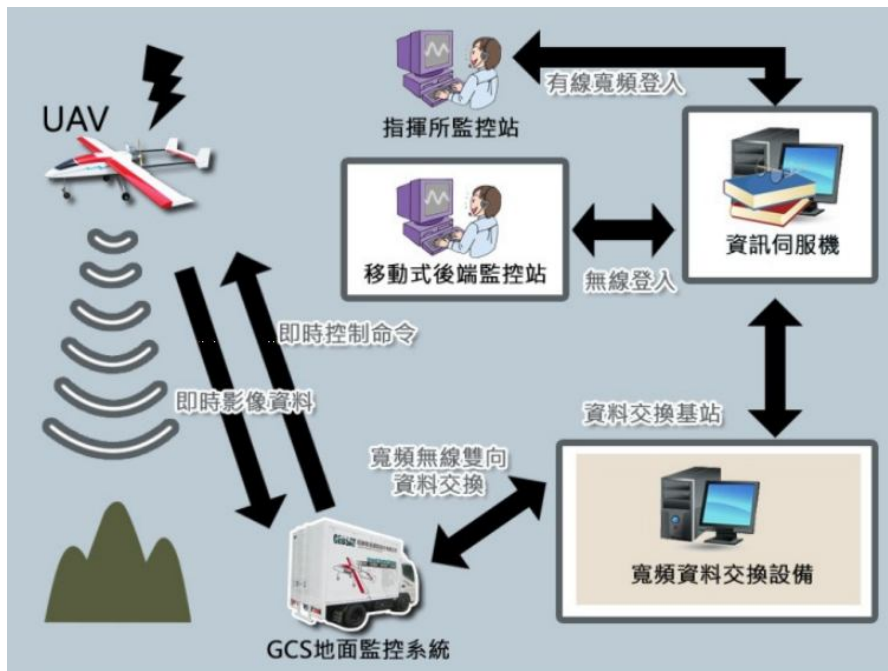 UAV
有線寬頻登入
指揮所監控站
資訊伺服機
移動式後端監控站
無線登入
即時控制命令
即時影像資料
資料交換基站
寬頻無線雙向
資料交換
寬頻資料交換設備
GCS地面監控系統